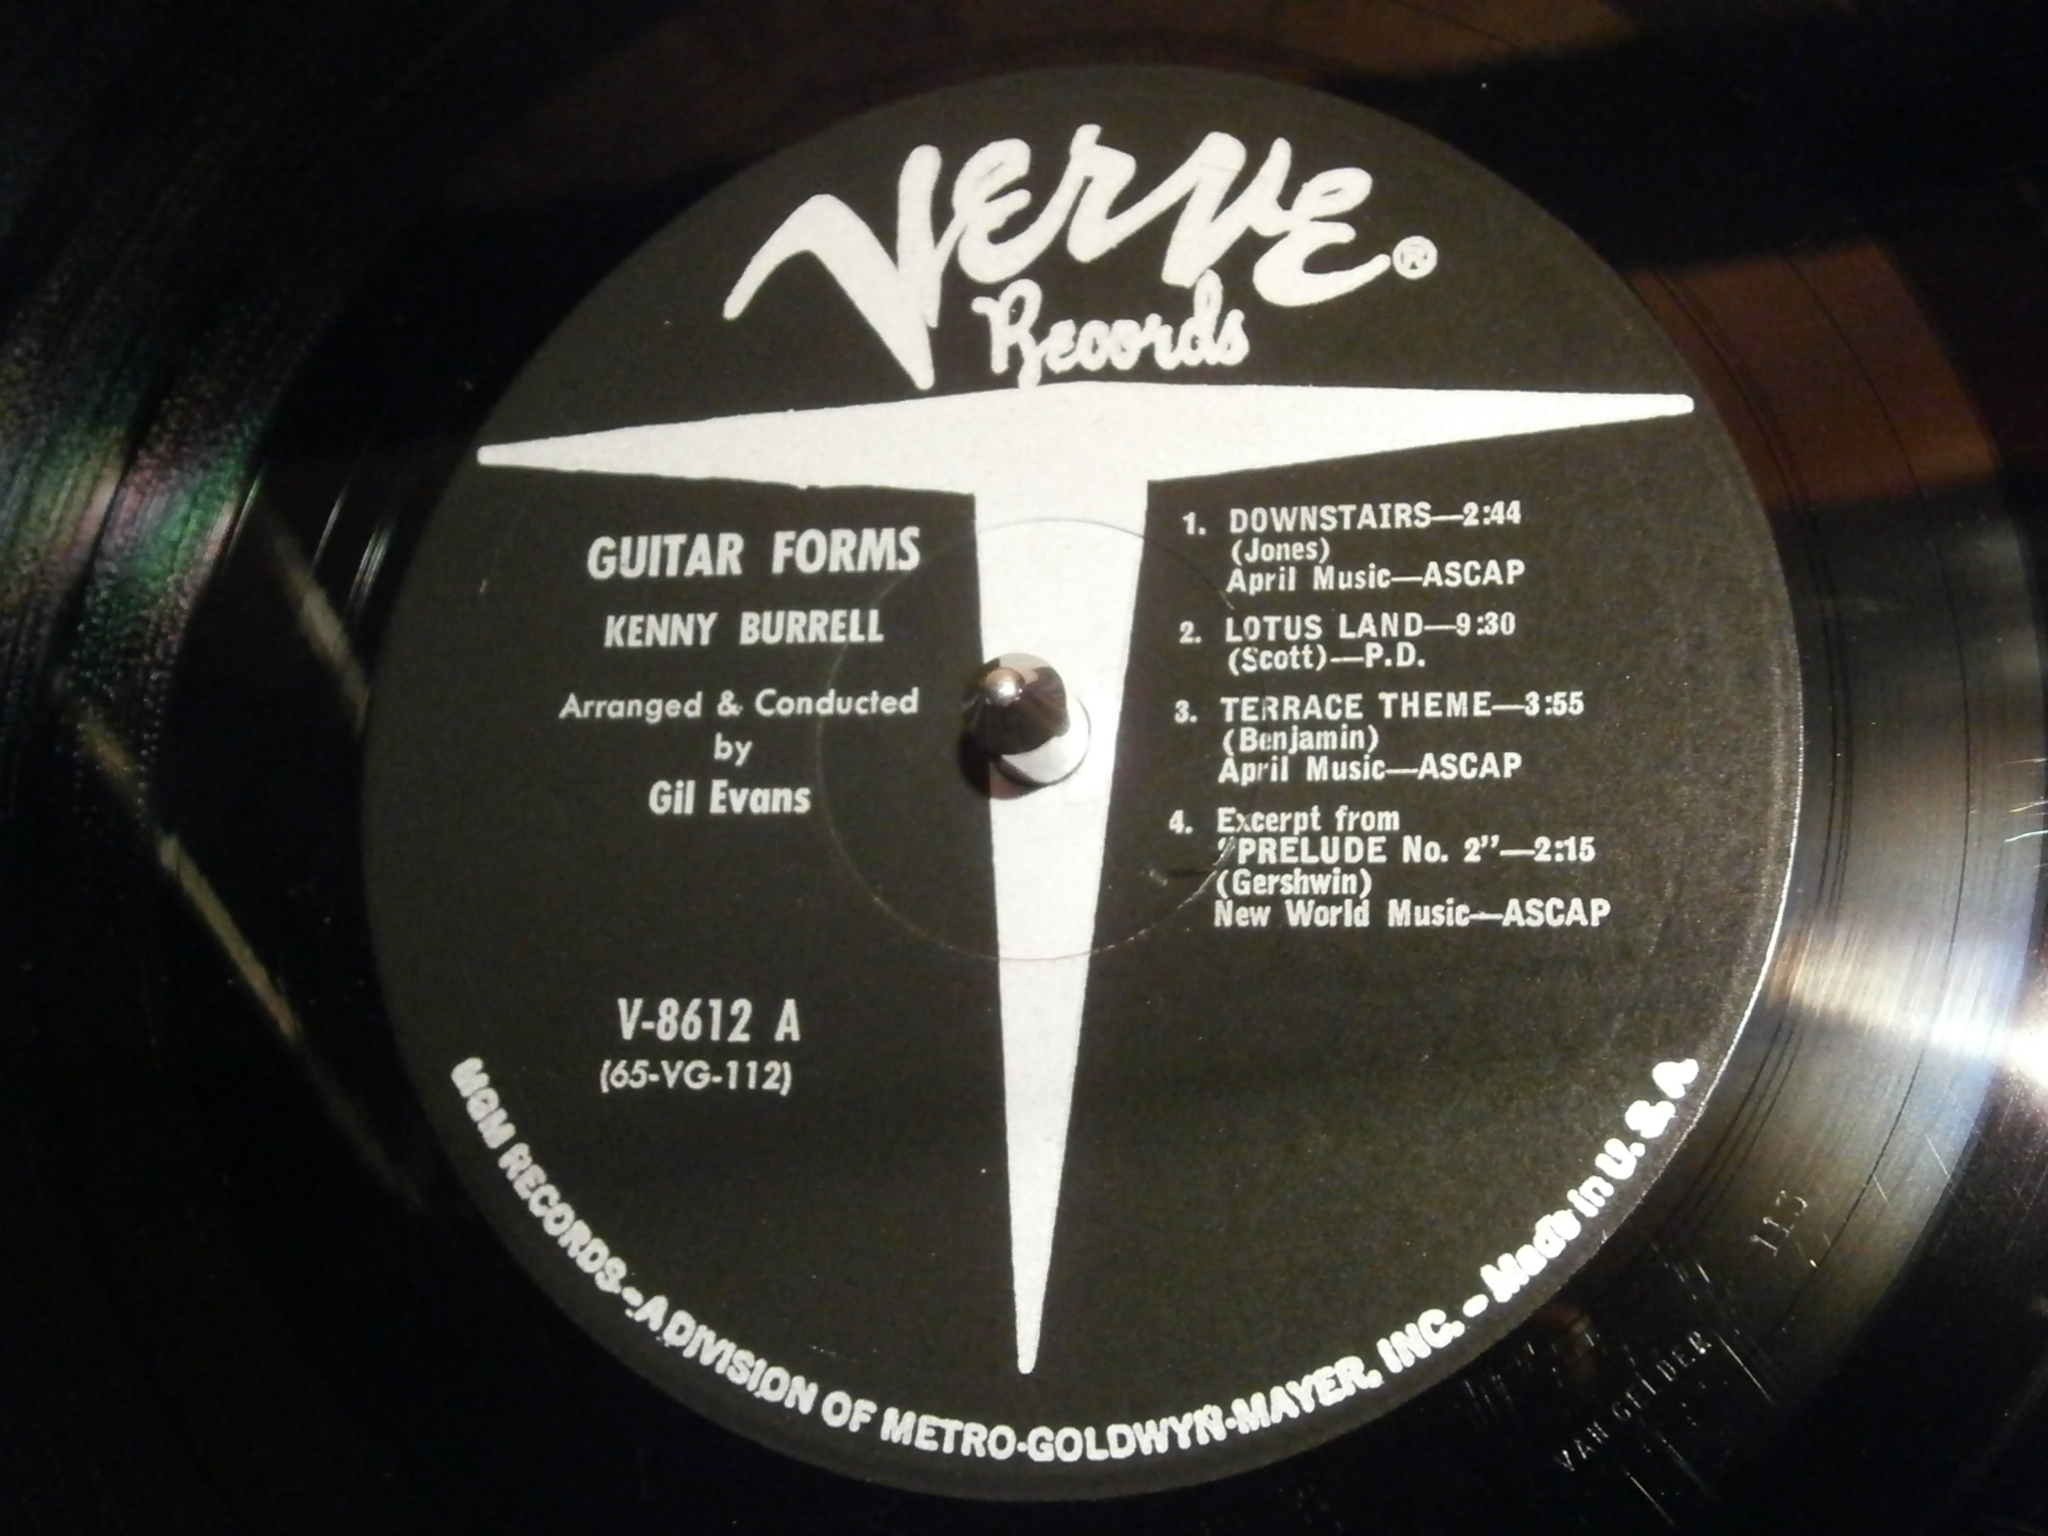 Verve®
Records
GUITAR FORMS
KENNY BURRELL
Arranged & Conducted
by
Gil Evans
V-8612 A
(65-VG-112)
1. DOWNSTAIRS—2:44
(Jones)
April Music—ASCAP
2. LOTUS LAND—9:30
(Scott)—P.D.
3. TERRACE THEME—3:55
(Benjamin)
April Music—ASCAP
4. Excerpt from
"PRELUDE No. 2"—2:15
(Gershwin)
New World Music—ASCAP
MGM RECORDS-A DIVISION OF METRO-GOLDWYN-MAYER, INC. - Made in U. S. A
VAN GELDER
113